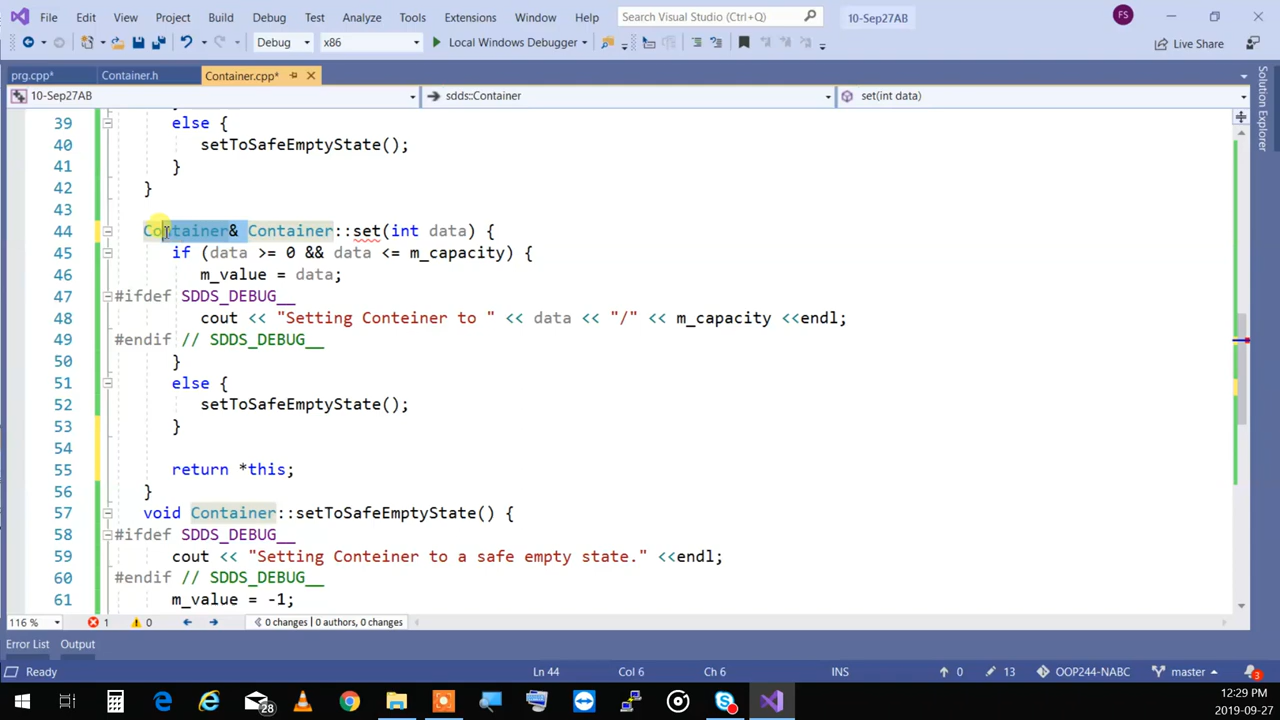 File Edit View Project Build Debug Test Analyze Tools Extensions Window Help Search Visual Studio (Ctrl+Q) 10-Sep27AB FS
Debug x86 Local Windows Debugger Live Share
prg.cpp* Container.h Container.cpp*
10-Sep27AB sdds::Container set(int data)
Solution Explorer
39 else {
40 setToSafeEmptyState();
41 }
42 }
43
44 Container& Container::set(int data) {
45 if (data >= 0 && data <= m_capacity) {
46 m_value = data;
47 #ifdef SDDS_DEBUG__
48 cout << "Setting Conteiner to " << data << "/" << m_capacity <<endl;
49 #endif // SDDS_DEBUG__
50 }
51 else {
52 setToSafeEmptyState();
53 }
54
55 return *this;
56 }
57 void Container::setToSafeEmptyState() {
58 #ifdef SDDS_DEBUG__
59 cout << "Setting Conteiner to a safe empty state." <<endl;
60 #endif // SDDS_DEBUG__
61 m_value = -1;
116 % 1 0 0 changes | 0 authors, 0 changes
Error List Output
Ready Ln 44 Col 6 Ch 6 INS 0 13 OOP244-NABC master 3
28
12:29 PM
2019-09-27